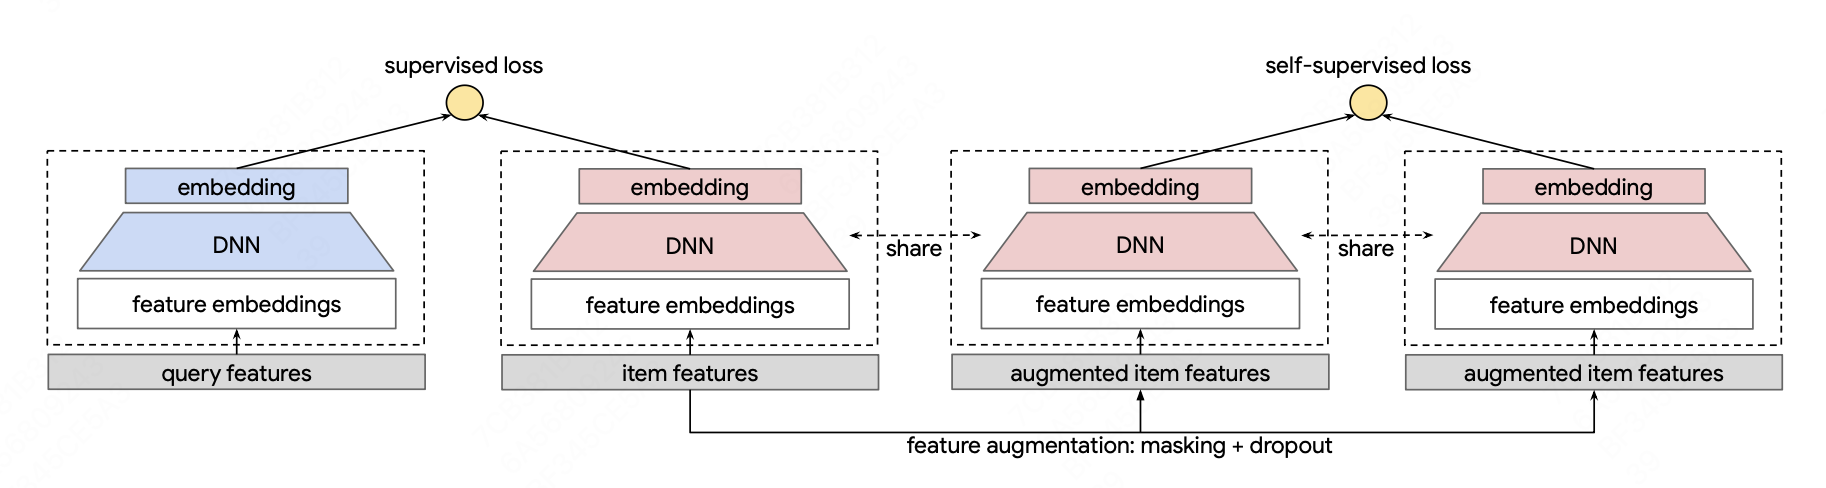 supervised loss
self-supervised loss
embedding
embedding
embedding
embedding
DNN
DNN
share
DNN
share
DNN
feature embeddings
feature embeddings
feature embeddings
feature embeddings
query features
item features
augmented item features
augmented item features
feature augmentation: masking + dropout